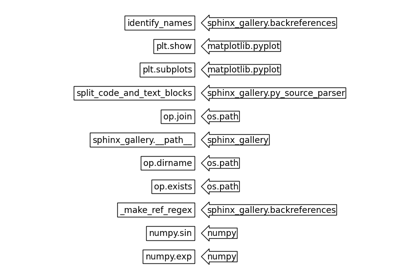 identify_names sphinx_gallery.backreferences
plt.show matplotlib.pyplot
plt.subplots matplotlib.pyplot
split_code_and_text_blocks sphinx_gallery.py_source_parser
op.join os.path
sphinx_gallery.__path__ sphinx_gallery
op.dirname os.path
op.exists os.path
_make_ref_regex sphinx_gallery.backreferences
numpy.sin numpy
numpy.exp numpy